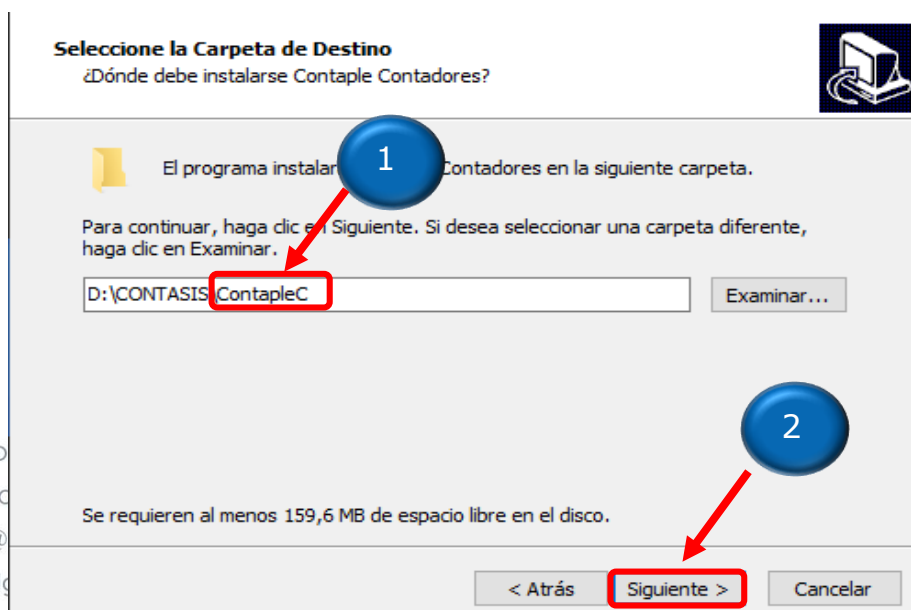 Seleccione la Carpeta de Destino
¿Dónde debe instalarse Contaple Contadores?
1
El programa instalar Contadores en la siguiente carpeta.
Para continuar, haga clic en Siguiente. Si desea seleccionar una carpeta diferente,
haga clic en Examinar.
D:\CONTASIS\ContapleC
Examinar...
2
Se requieren al menos 159,6 MB de espacio libre en el disco.
< Atrás
Siguiente >
Cancelar